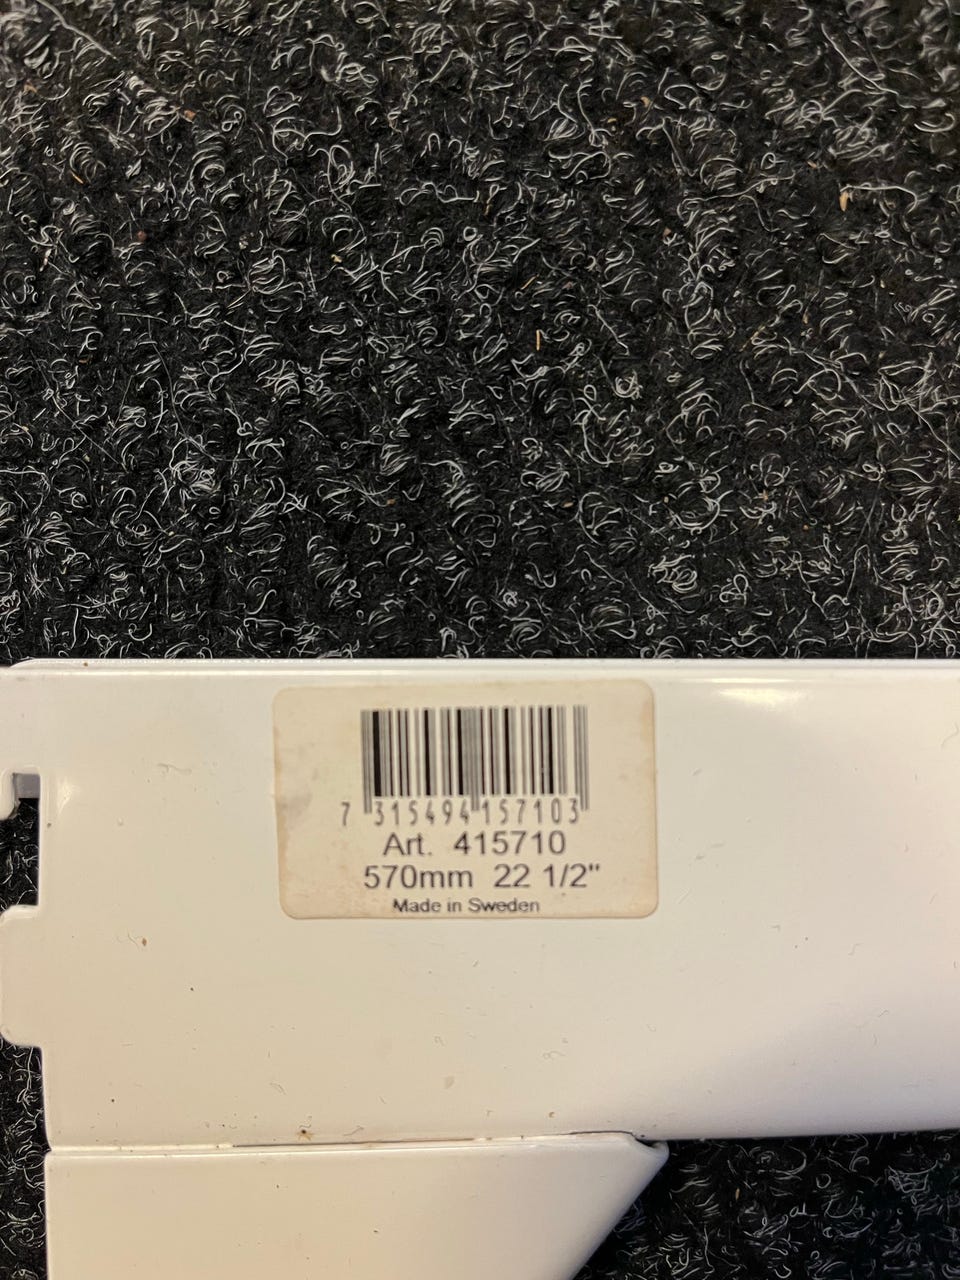 7 315494 157103
Art. 415710
570mm 22 1/2"
Made in Sweden